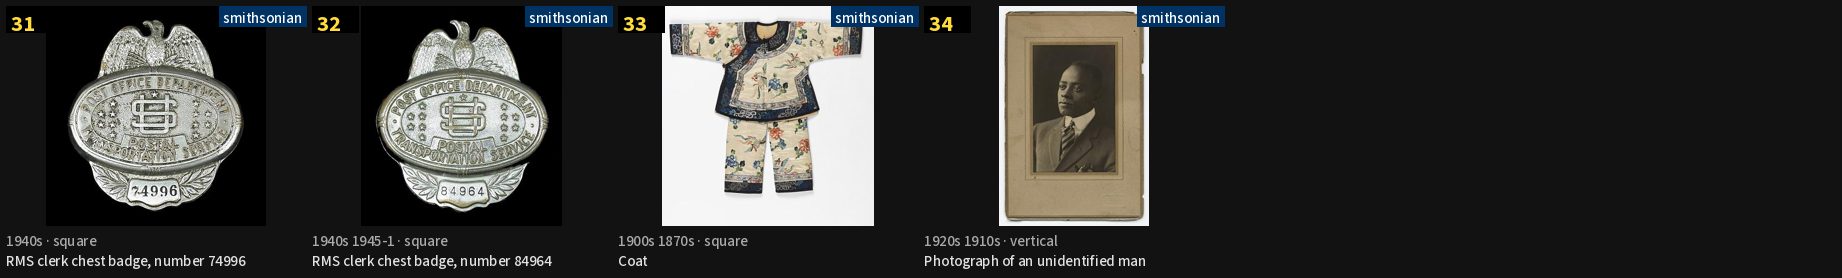 31
smithsonian
POST OFFICE DEPARTMENT
US
POSTAL
TRANSPORTATION SERVICE
74996
1940s · square
RMS clerk chest badge, number 74996
32
smithsonian
POST OFFICE DEPARTMENT
US
POSTAL
TRANSPORTATION SERVICE
84964
1940s 1945-1 · square
RMS clerk chest badge, number 84964
33
smithsonian
1900s 1870s · square
Coat
34
smithsonian
1920s 1910s · vertical
Photograph of an unidentified man